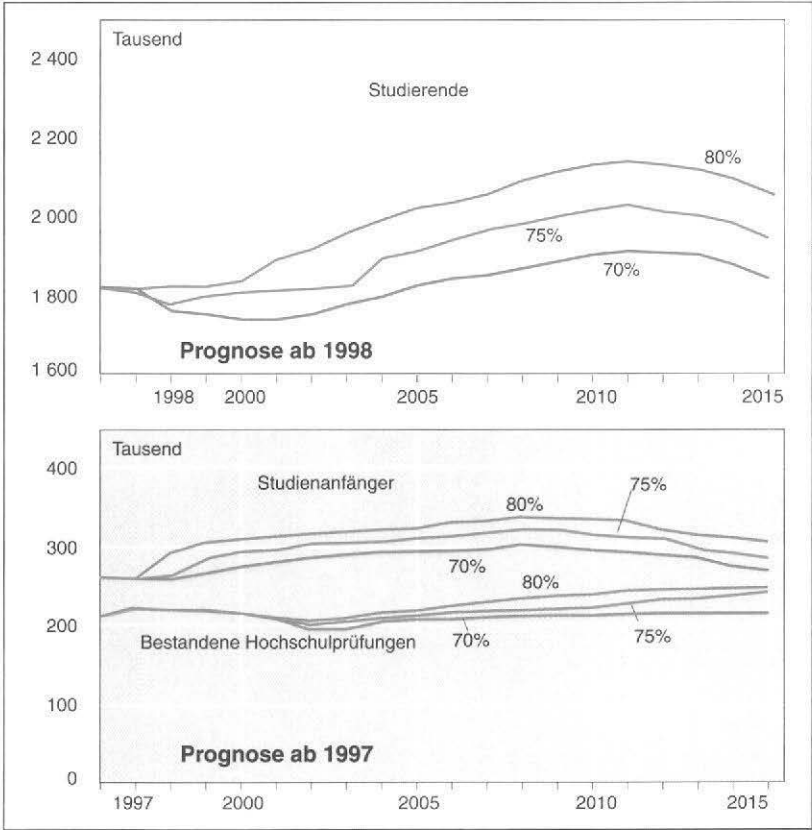 Tausend
2 400
Studierende
2 200
80%
2 000
75%
70%
1 800
Prognose ab 1998
1 600
1998 2000 2005 2010 2015
Tausend
400
Studienanfänger
75%
80%
300
70%
80%
200
Bestandene Hochschulprüfungen
70%
75%
100
Prognose ab 1997
0
1997 2000 2005 2010 2015